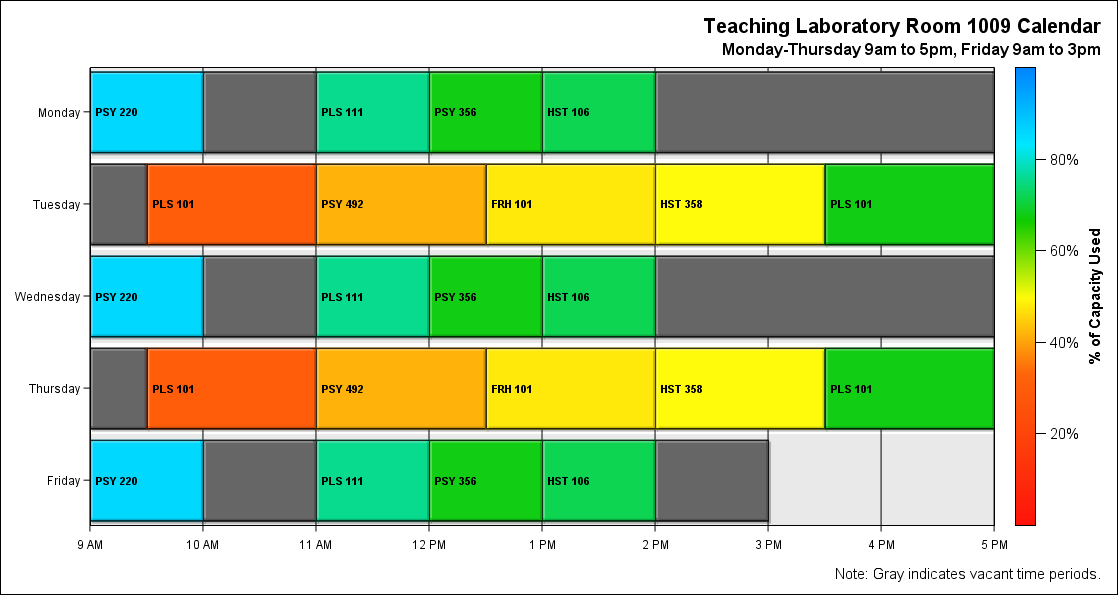 Teaching Laboratory Room 1009 Calendar
Monday-Thursday 9am to 5pm, Friday 9am to 3pm
Monday PSY 220 PLS 111 PSY 356 HST 106
80%
Tuesday PLS 101 PSY 492 FRH 101 HST 358 PLS 101
60%
Wednesday PSY 220 PLS 111 PSY 356 HST 106
% of Capacity Used
40%
Thursday PLS 101 PSY 492 FRH 101 HST 358 PLS 101
20%
Friday PSY 220 PLS 111 PSY 356 HST 106
9 AM 10 AM 11 AM 12 PM 1 PM 2 PM 3 PM 4 PM 5 PM
Note: Gray indicates vacant time periods.